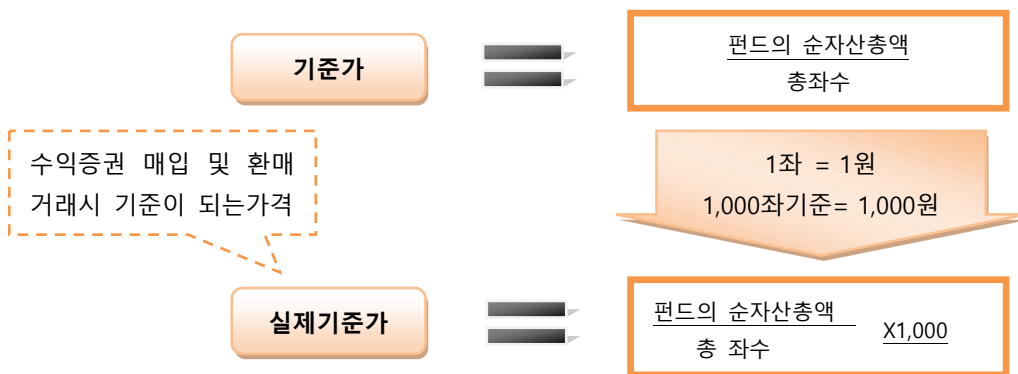 기준가
펀드의 순자산총액
총좌수
수익증권 매입 및 환매
거래시 기준이 되는가격
1좌 = 1원
1,000좌기준= 1,000원
실제기준가
펀드의 순자산총액
총 좌수
X1,000